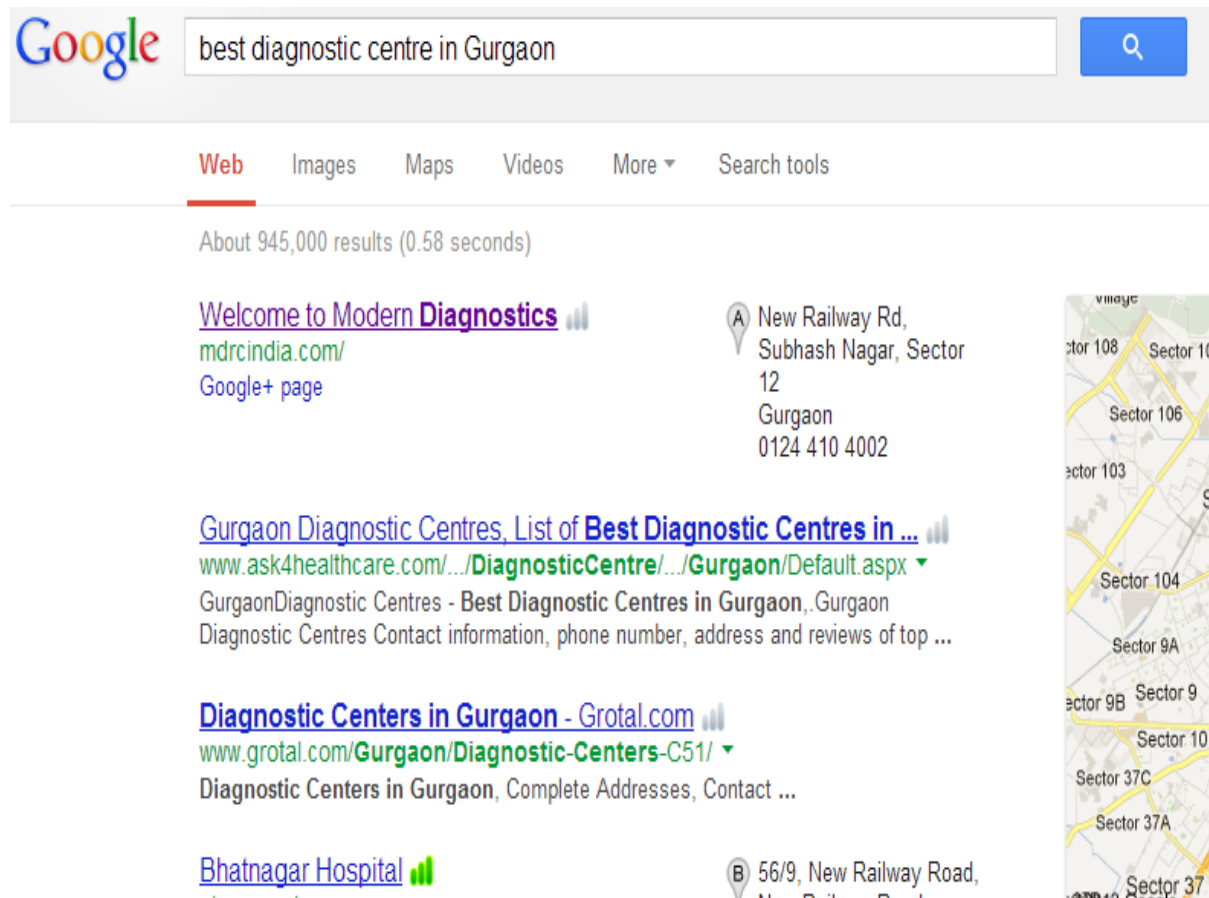 Google best diagnostic centre in Gurgaon
Web Images Maps Videos More Search tools
About 945,000 results (0.58 seconds)
Welcome to Modern Diagnostics
mdrcindia.com/
Google+ page
A New Railway Rd,
Subhash Nagar, Sector
12
Gurgaon
0124 410 4002
Gurgaon Diagnostic Centres, List of Best Diagnostic Centres in ...
www.ask4healthcare.com/.../DiagnosticCentre/.../Gurgaon/Default.aspx
GurgaonDiagnostic Centres - Best Diagnostic Centres in Gurgaon,.Gurgaon
Diagnostic Centres Contact information, phone number, address and reviews of top ...
Diagnostic Centers in Gurgaon - Grotal.com
www.grotal.com/Gurgaon/Diagnostic-Centers-C51/
Diagnostic Centers in Gurgaon, Complete Addresses, Contact ...
Bhatnagar Hospital
B 56/9, New Railway Road,
village
ctor 108 Sector 10
Sector 106
ector 103
Sector 104
Sector 9A
ector 9B Sector 9
Sector 10
Sector 37C
Sector 37A
Sector 37